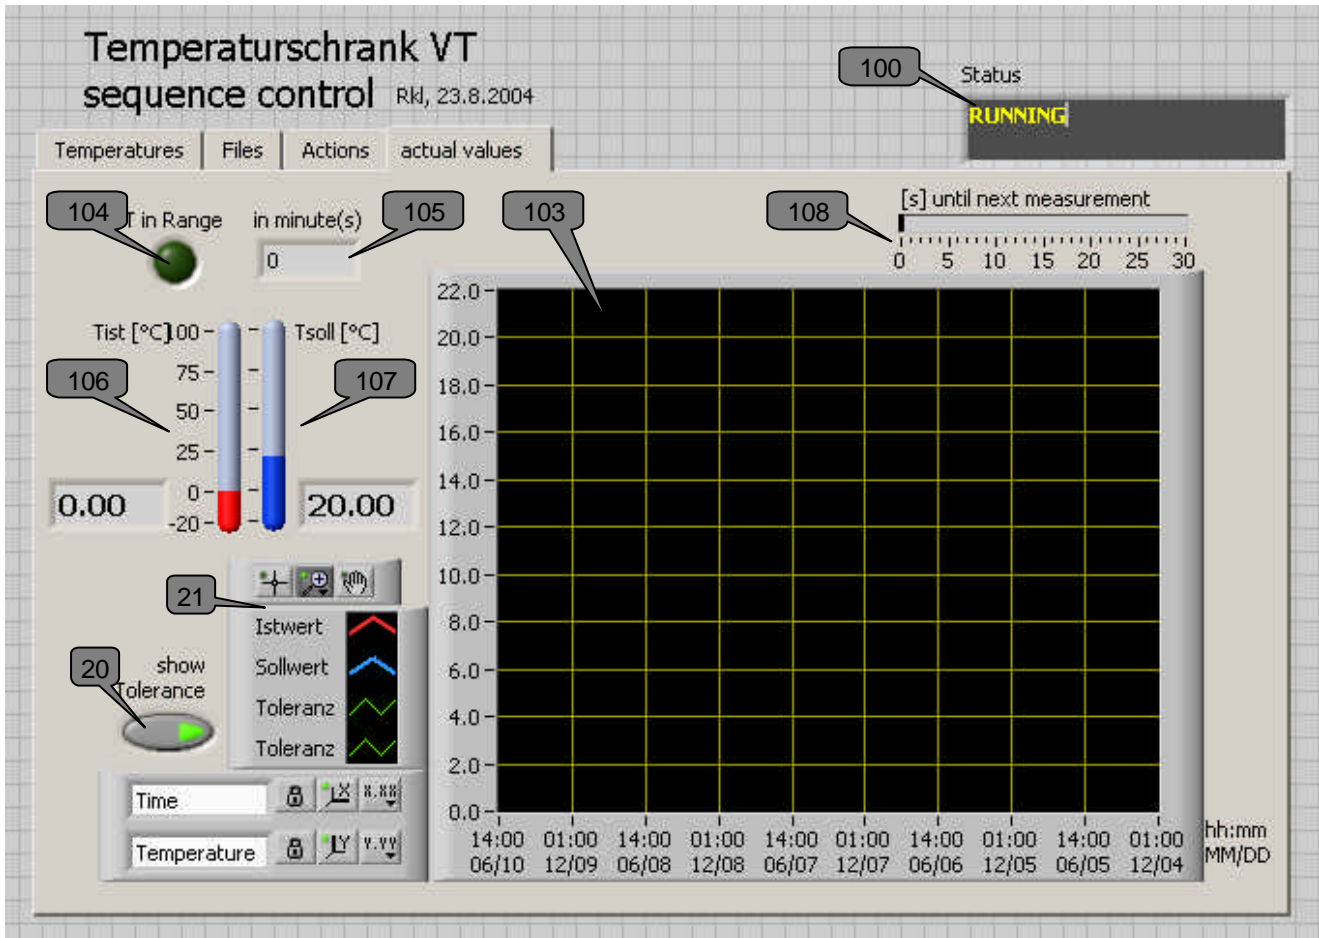 Temperaturschrank VT
sequence control Rkl, 23.8.2004
100
Status
RUNNING
Temperatures Files Actions actual values
104 T in Range in minute(s) 105 103 108 [s] until next measurement
0
0 5 10 15 20 25 30
Tist [°C] 100 Tsoll [°C]
106 75 107
50
25
0
-20
0.00 20.00
22.0
20.0
18.0
16.0
14.0
12.0
10.0
8.0
6.0
4.0
2.0
0.0
21
Istwert
Sollwert
Toleranz
Toleranz
20 show
Tolerance
Time X X.XX
Temperature Y Y.YY
14:00 01:00 14:00 01:00 14:00 01:00 14:00 01:00 14:00 01:00 hh:mm
06/10 12/09 06/08 12/08 06/07 12/07 06/06 12/05 06/05 12/04 MM/DD